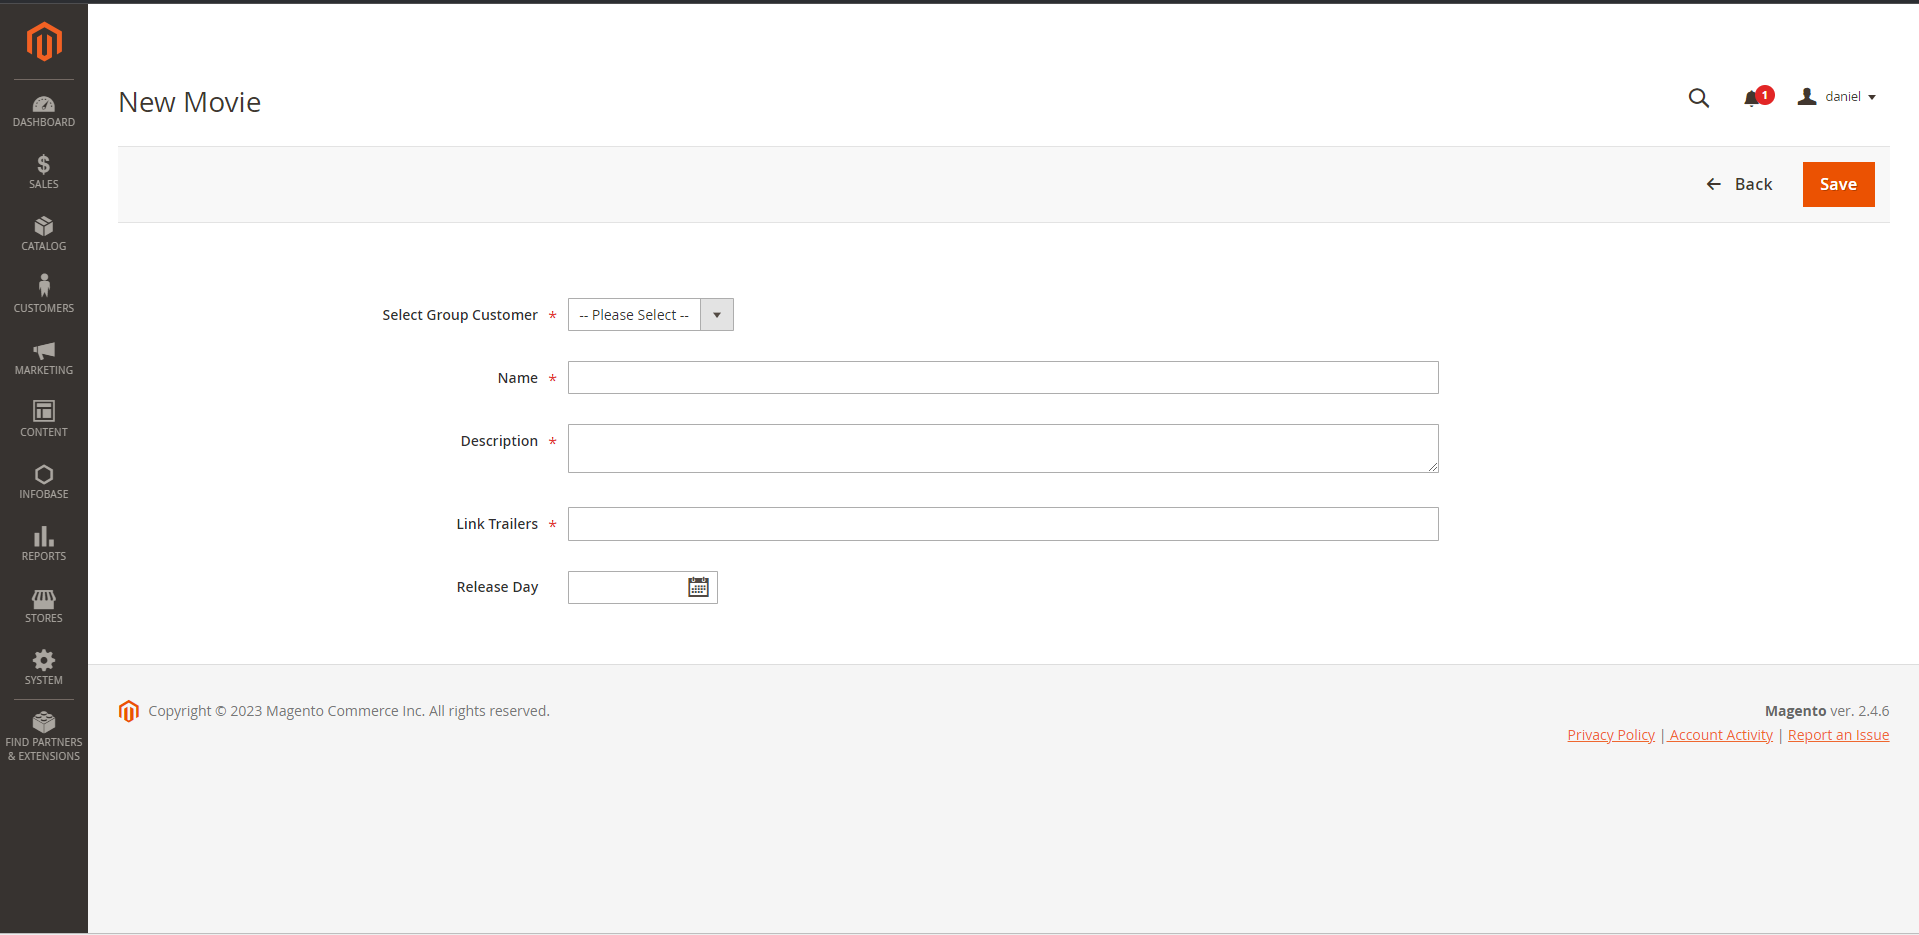 New Movie
1
daniel
DASHBOARD
SALES
CATALOG
CUSTOMERS
MARKETING
CONTENT
INFOBASE
REPORTS
STORES
SYSTEM
FIND PARTNERS
& EXTENSIONS
Back
Save
Select Group Customer *
-- Please Select --
Name *
Description *
Link Trailers *
Release Day
Copyright © 2023 Magento Commerce Inc. All rights reserved.
Magento ver. 2.4.6
Privacy Policy | Account Activity | Report an Issue